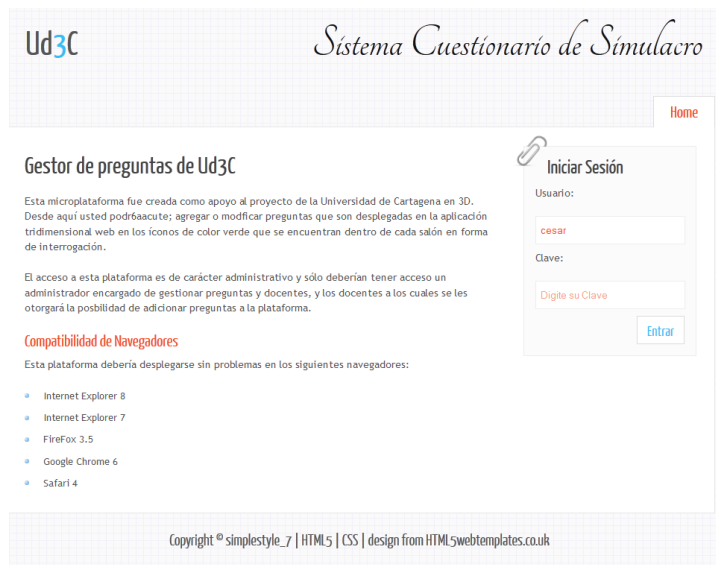 Ud3C
Sistema Cuestionario de Simulacro
Home
Gestor de preguntas de Ud3C
Esta microplataforma fue creada como apoyo al proyecto de la Universidad de Cartagena en 3D.
Desde aquí usted podr6aacute; agregar o modficar preguntas que son desplegadas en la aplicación
tridimensional web en los íconos de color verde que se encuentran dentro de cada salón en forma
de interrogación.
El acceso a esta plataforma es de carácter administrativo y sólo deberían tener acceso un
administrador encargado de gestionar preguntas y docentes, y los docentes a los cuales se les
otorgará la posbilidad de adicionar preguntas a la plataforma.
Compatibilidad de Navegadores
Esta plataforma debería desplegarse sin problemas en los siguientes navegadores:
Internet Explorer 8
Internet Explorer 7
FireFox 3.5
Google Chrome 6
Safari 4
Iniciar Sesión
Usuario:
cesar
Clave:
Digite su Clave
Entrar
Copyright © simplestyle_7 | HTML5 | CSS | design from HTML5webtemplates.co.uk